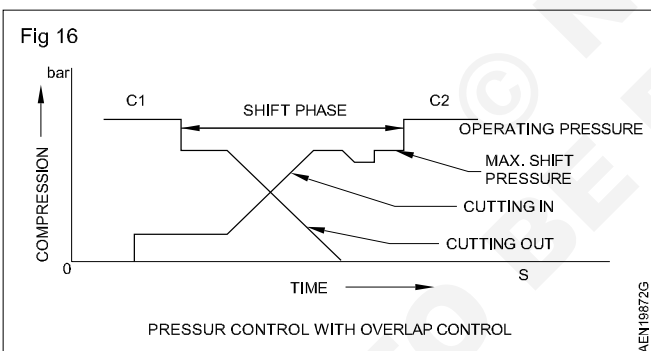 Fig 16
bar
C1
SHIFT PHASE
C2
OPERATING PRESSURE
MAX. SHIFT
PRESSURE
CUTTING IN
CUTTING OUT
COMPRESSION
0
TIME
S
PRESSUR CONTROL WITH OVERLAP CONTROL
AEN19872G